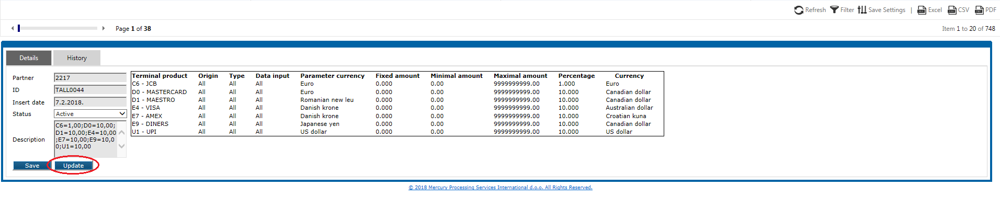 Refresh Filter Save Settings | Excel CSV PDF
Page 1 of 38 Item 1 to 20 of 748
Details History
Partner 2217
ID TALL0044
Insert date 7.2.2018.
Status Active
Description
C6=1,00;D0=10,00;
D1=10,00;E4=10,00
;E7=10,00;E9=10,0
0;U1=10,00
Save Update
Terminal product Origin Type Data input Parameter currency Fixed amount Minimal amount Maximal amount Percentage Currency
C6 - JCB All All All Euro 0.000 0.00 9999999999.00 1.000 Euro
D0 - MASTERCARD All All All Euro 0.000 0.00 9999999999.00 10.000 Canadian dollar
D1 - MAESTRO All All All Romanian new leu 0.000 0.00 9999999999.00 10.000 Canadian dollar
E4 - VISA All All All Danish krone 0.000 0.00 9999999999.00 10.000 Australian dollar
E7 - AMEX All All All Danish krone 0.000 0.00 9999999999.00 10.000 Croatian kuna
E9 - DINERS All All All Japanese yen 0.000 0.00 9999999999.00 10.000 Canadian dollar
U1 - UPI All All All US dollar 0.000 0.00 9999999999.00 10.000 US dollar
© 2018 Mercury Processing Services International d.o.o. All Rights Reserved.